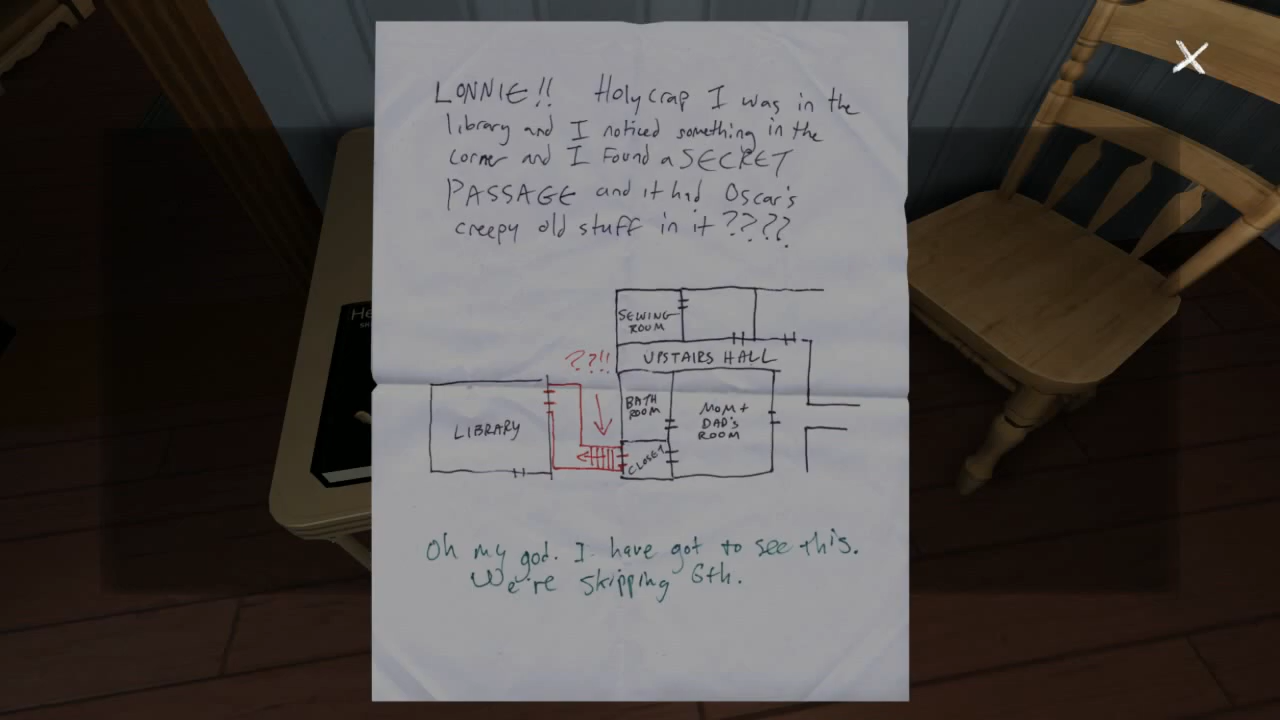 LONNIE!! Holy crap I was in the
library and I noticed something in the
corner and I found a SECRET
PASSAGE and it had Oscar's
creepy old stuff in it????
SEWING
ROOM
UPSTAIRS HALL
??!!
BATH
ROOM
MOM +
DAD'S
ROOM
LIBRARY
CLOSET
Oh my god. I have got to see this.
We're skipping 6th.
He